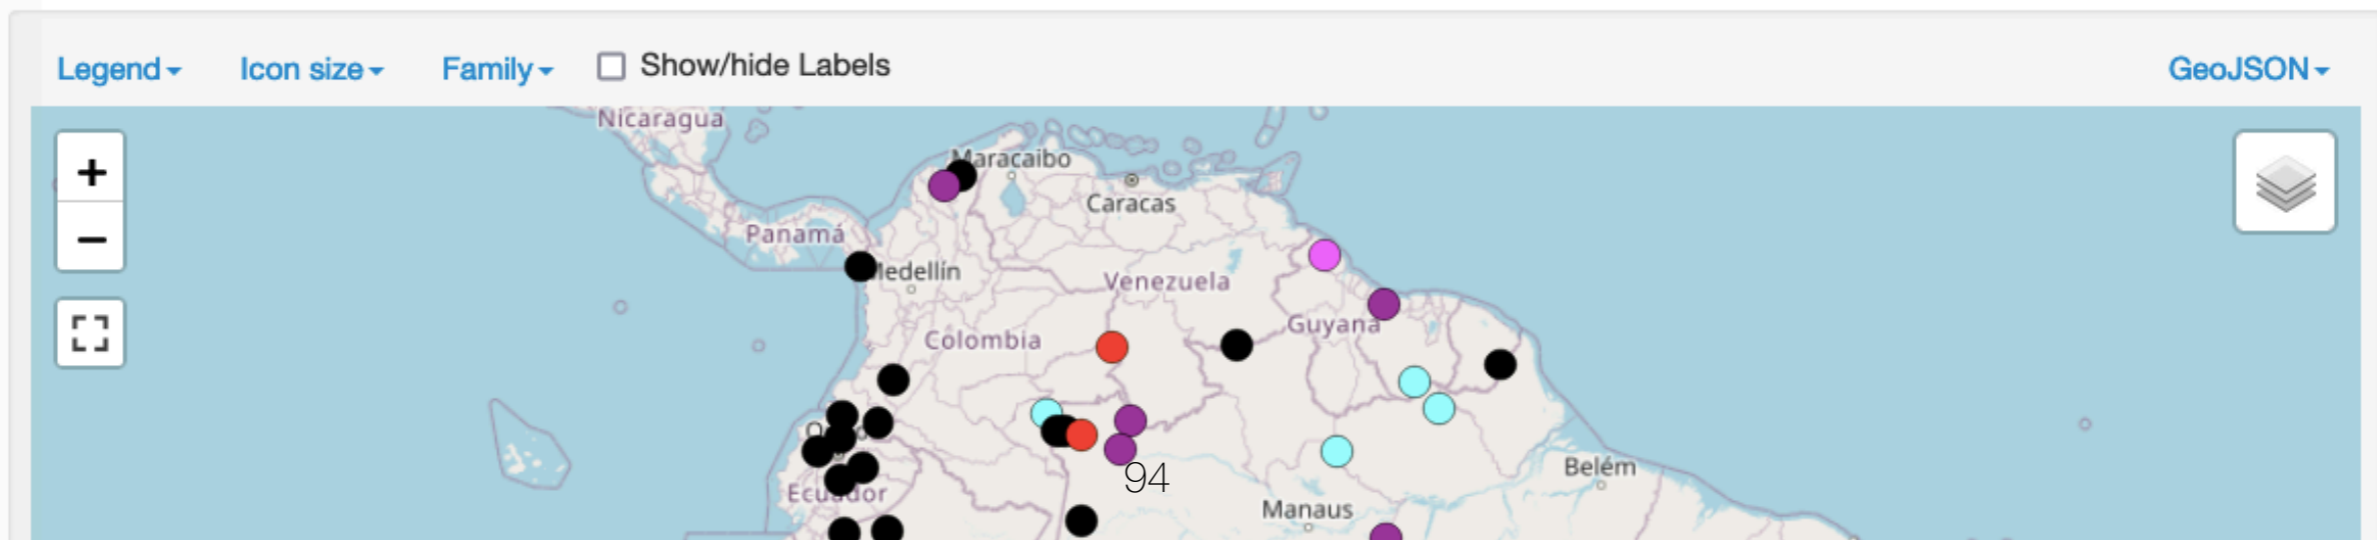 Legend Icon size Family Show/hide Labels GeoJSON
Nicaragua
+
Maracaibo
Caracas
Panamá
−
Medellín
Venezuela
Guyana
Colombia
Ecuador
94
Belém
Manaus